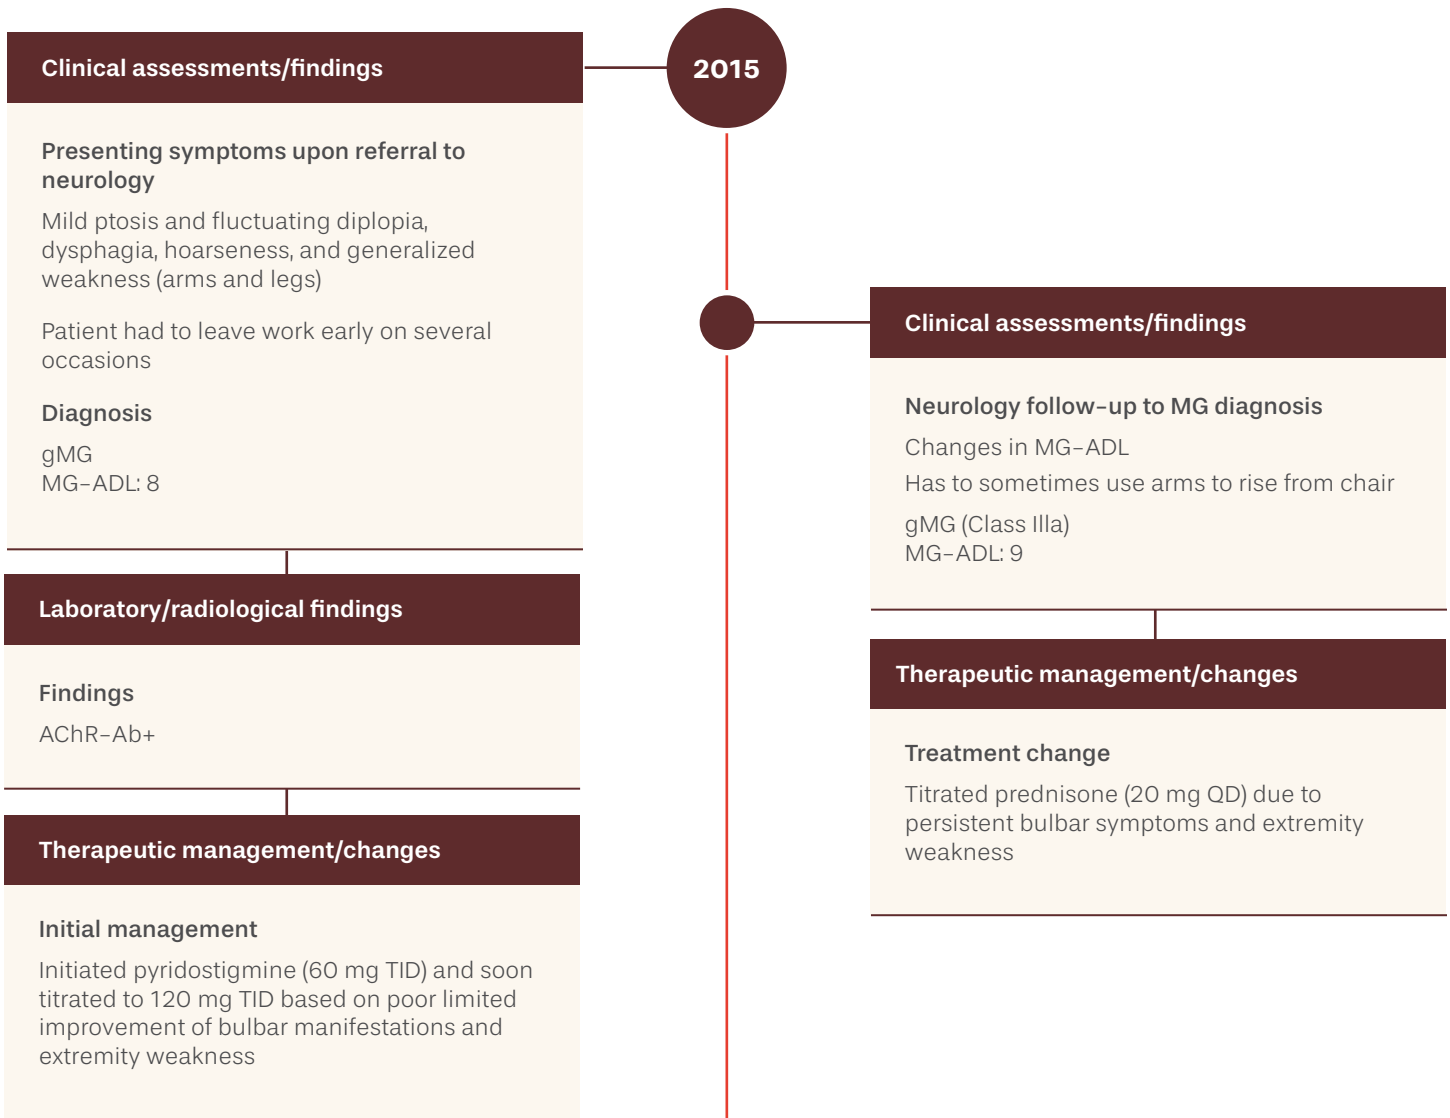 2015
Clinical assessments/findings
Presenting symptoms upon referral to
neurology
Mild ptosis and fluctuating diplopia,
dysphagia, hoarseness, and generalized
weakness (arms and legs)
Patient had to leave work early on several
occasions
Diagnosis
gMG
MG-ADL: 8
Laboratory/radiological findings
Findings
AChR-Ab+
Therapeutic management/changes
Initial management
Initiated pyridostigmine (60 mg TID) and soon
titrated to 120 mg TID based on poor limited
improvement of bulbar manifestations and
extremity weakness
Clinical assessments/findings
Neurology follow-up to MG diagnosis
Changes in MG-ADL
Has to sometimes use arms to rise from chair
gMG (Class Illa)
MG-ADL: 9
Therapeutic management/changes
Treatment change
Titrated prednisone (20 mg QD) due to
persistent bulbar symptoms and extremity
weakness